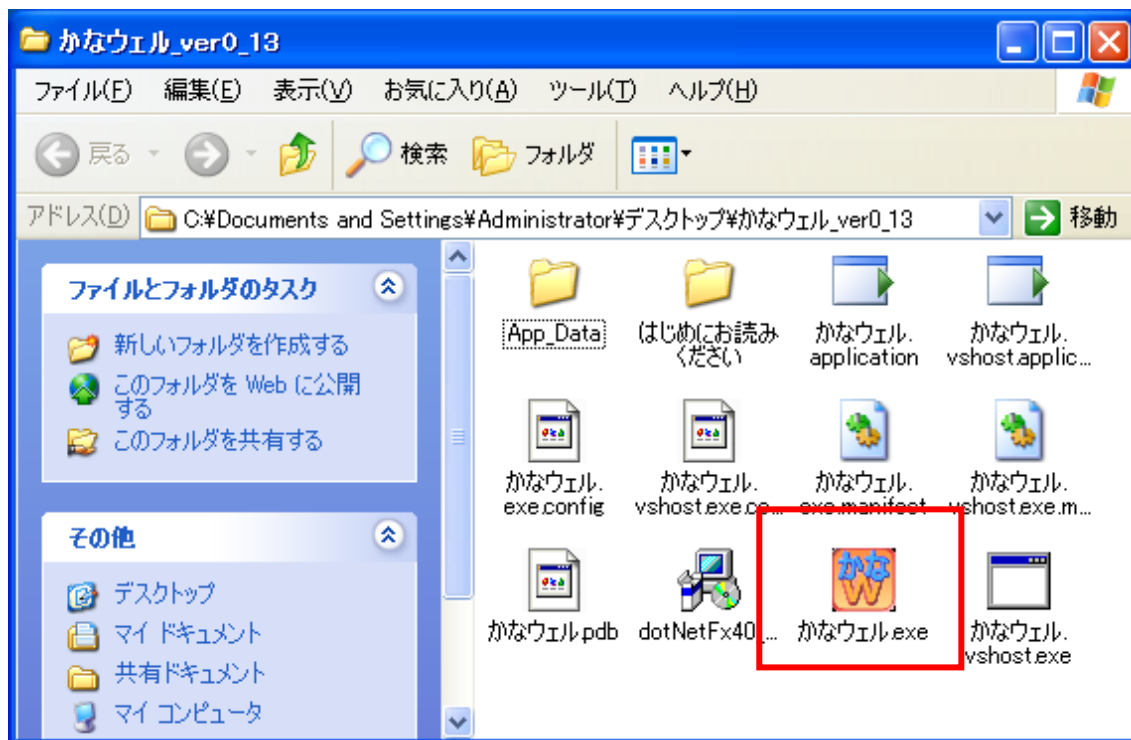 かなウェル_ver0_13
ファイル(F) 編集(E) 表示(V) お気に入り(A) ツール(T) ヘルプ(H)
戻る 検索 フォルダ
アドレス(D) C:¥Documents and Settings¥Administrator¥デスクトップ¥かなウェル_ver0_13 移動
ファイルとフォルダのタスク
新しいフォルダを作成する
このフォルダを Web に公開
する
このフォルダを共有する
その他
デスクトップ
マイ ドキュメント
共有ドキュメント
マイ コンピュータ
App_Data
はじめにお読み
ください
かなウェル.
application
かなウェル.
vshost.applic...
かなウェル.
exe.config
かなウェル.
vshost.exe.co...
かなウェル.
exe.manifest
かなウェル.
vshost.exe.m...
かなウェル.pdb
dotNetFx40_...
かな
W
かなウェル.exe
かなウェル.
vshost.exe